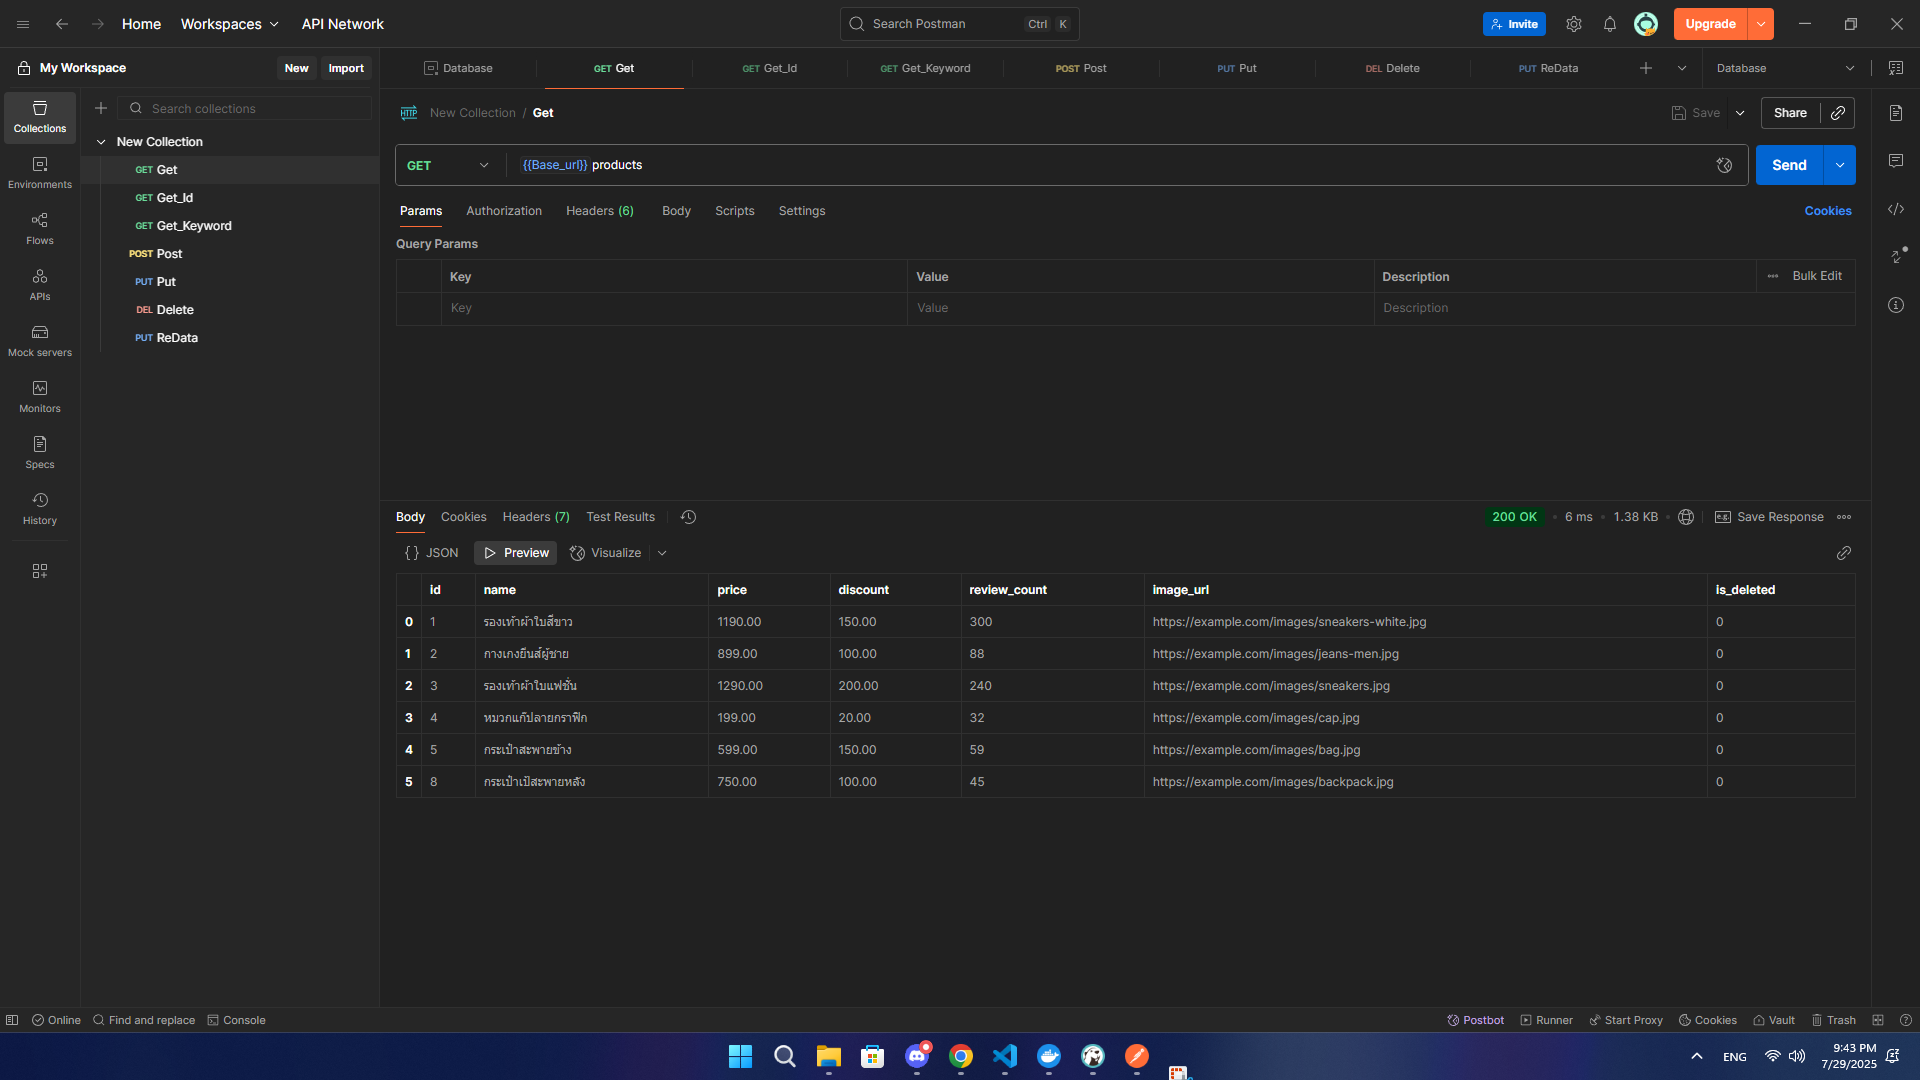 Home Workspaces API Network Search Postman Ctrl K Invite Upgrade
My Workspace New Import
Database GET Get GET Get_Id GET Get_Keyword POST Post PUT Put DEL Delete PUT ReData Database
Collections
Environments
Flows
APIs
Mock servers
Monitors
Specs
History
Search collections
New Collection
GET Get
GET Get_Id
GET Get_Keyword
POST Post
PUT Put
DEL Delete
PUT ReData
HTTP New Collection / Get Save Share
GET {{Base_url}} products Send
Params Authorization Headers (6) Body Scripts Settings Cookies
Query Params
Key Value Description Bulk Edit
Key Value Description
Body Cookies Headers (7) Test Results 200 OK 6 ms 1.38 KB e.g. Save Response
{} JSON Preview Visualize
id name price discount review_count image_url is_deleted
0 1 รองเท้าผ้าใบสีขาว 1190.00 150.00 300 https://example.com/images/sneakers-white.jpg 0
1 2 กางเกงยีนส์ผู้ชาย 899.00 100.00 88 https://example.com/images/jeans-men.jpg 0
2 3 รองเท้าผ้าใบแฟชั่น 1290.00 200.00 240 https://example.com/images/sneakers.jpg 0
3 4 หมวกแก๊ปลายกราฟิก 199.00 20.00 32 https://example.com/images/cap.jpg 0
4 5 กระเป๋าสะพายข้าง 599.00 150.00 59 https://example.com/images/bag.jpg 0
5 8 กระเป๋าเป้สะพายหลัง 750.00 100.00 45 https://example.com/images/backpack.jpg 0
Online Find and replace Console Postbot Runner Start Proxy Cookies Vault Trash
ENG 9:43 PM
7/29/2025